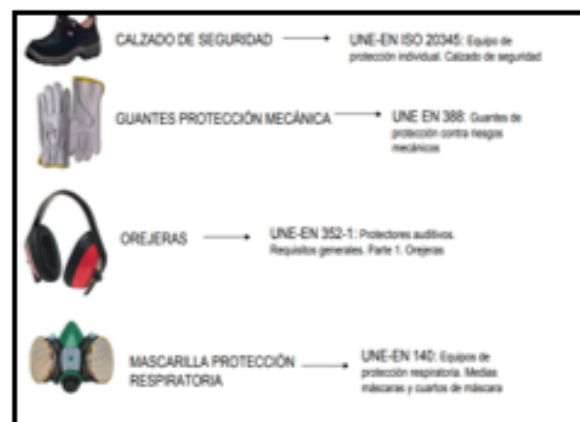 CALZADO DE SEGURIDAD
UNE-EN ISO 20345: Equipo de
protección individual. Calzado de seguridad
GUANTES PROTECCIÓN MECÁNICA
UNE EN 388: Guantes de
protección contra riesgos
mecánicos
OREJERAS
UNE-EN 352-1: Protectores auditivos.
Requisitos generales. Parte 1. Orejeras
MASCARILLA PROTECCIÓN
RESPIRATORIA
UNE-EN 140: Equipos de
protección respiratoria. Medias
máscaras y cuartos de máscara